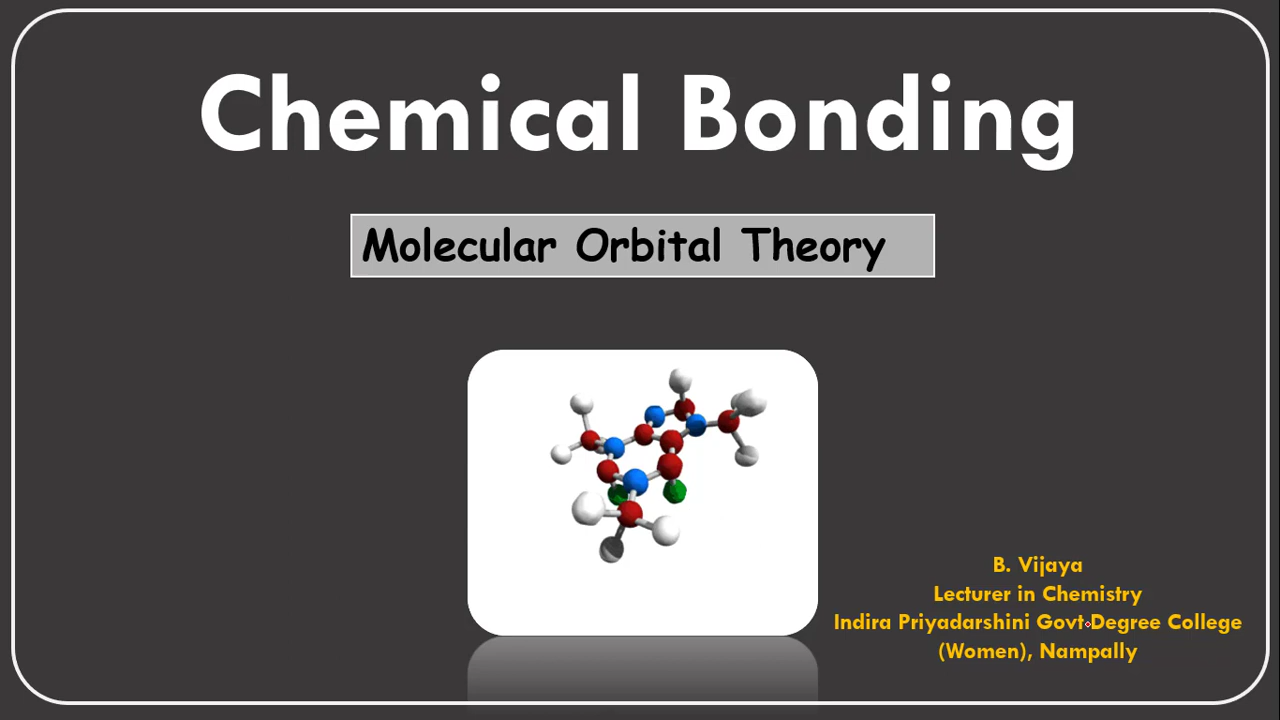 Chemical Bonding
Molecular Orbital Theory
B. Vijaya
Lecturer in Chemistry
Indira Priyadarshini Govt Degree College
(Women), Nampally